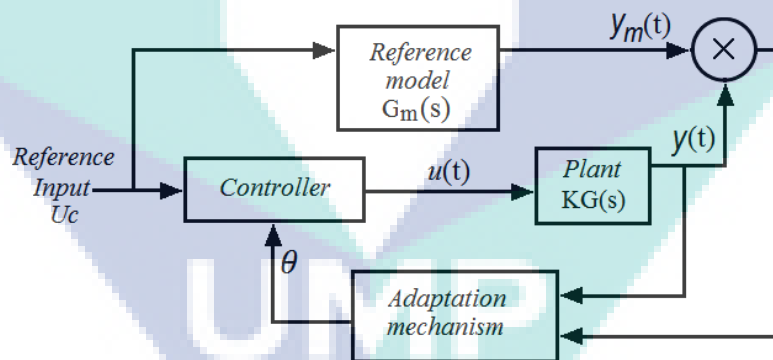 yₘ(t)
Reference
model
Gₘ(s)
Reference
Input
Uc
Controller
u(t)
Plant
KG(s)
y(t)
θ
Adaptation
mechanism
UMP